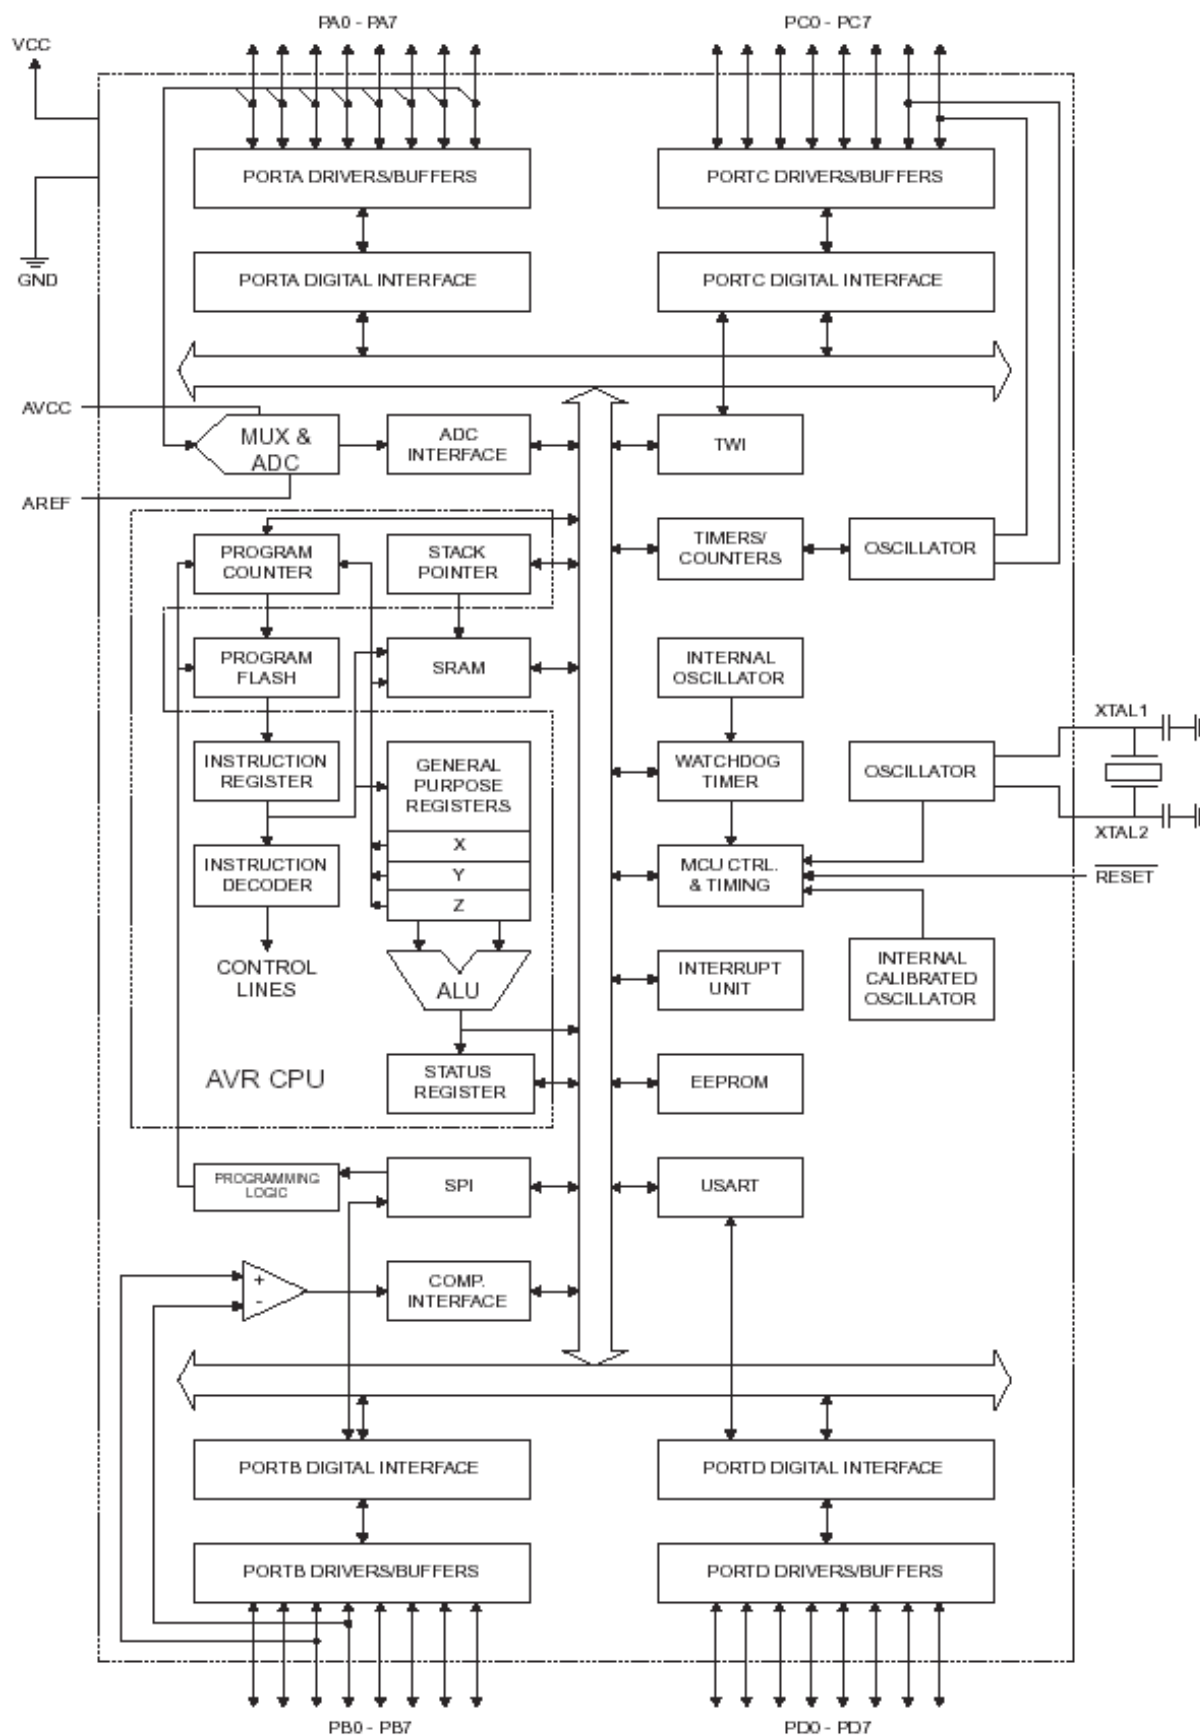 PA0 - PA7
PC0 - PC7
VCC
PORTA DRIVERS/BUFFERS
PORTC DRIVERS/BUFFERS
GND
PORTA DIGITAL INTERFACE
PORTC DIGITAL INTERFACE
AVCC
MUX &
ADC
ADC
INTERFACE
TWI
AREF
PROGRAM
COUNTER
STACK
POINTER
TIMERS/
COUNTERS
OSCILLATOR
PROGRAM
FLASH
SRAM
INTERNAL
OSCILLATOR
XTAL1
INSTRUCTION
REGISTER
GENERAL
PURPOSE
REGISTERS
WATCHDOG
TIMER
OSCILLATOR
XTAL2
X
Y
Z
INSTRUCTION
DECODER
MCU CTRL.
& TIMING
RESET
CONTROL
LINES
ALU
INTERRUPT
UNIT
INTERNAL
CALIBRATED
OSCILLATOR
AVR CPU
STATUS
REGISTER
EEPROM
PROGRAMMING
LOGIC
SPI
USART
+
-
COMP.
INTERFACE
PORTB DIGITAL INTERFACE
PORTD DIGITAL INTERFACE
PORTB DRIVERS/BUFFERS
PORTD DRIVERS/BUFFERS
PB0 - PB7
PD0 - PD7